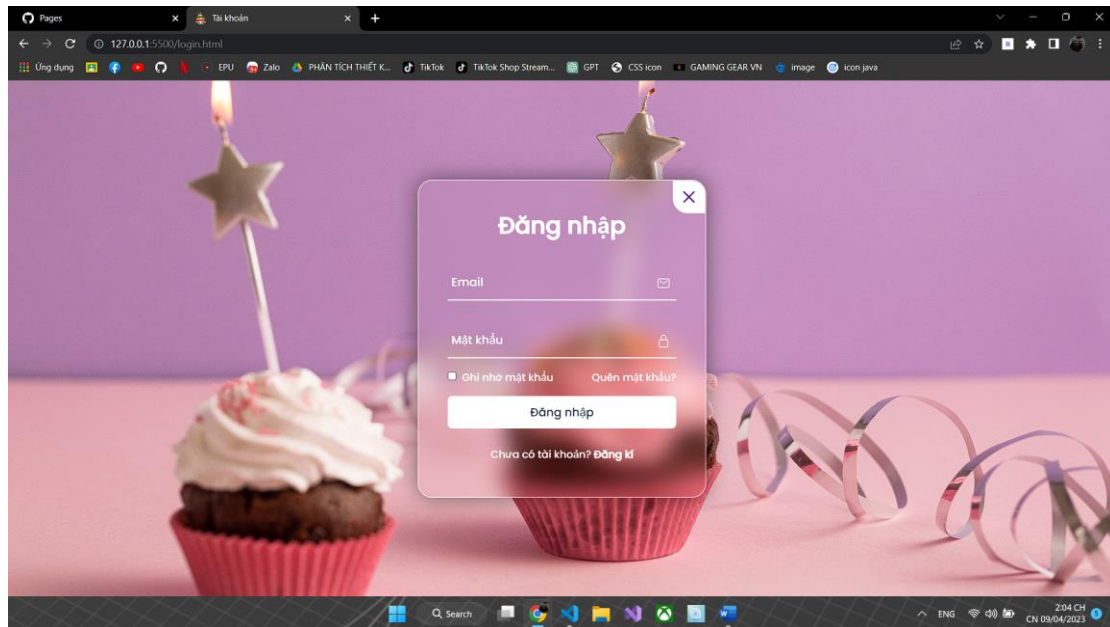 Pages
Tài khoản
127.0.0.1:5500/login.html
Ứng dụng EPU Zalo PHÂN TÍCH THIẾT K... TikTok TikTok Shop Stream... GPT CSS icon GAMING GEAR VN image icon java
Đăng nhập
Email
Mật khẩu
Ghi nhớ mật khẩu Quên mật khẩu?
Đăng nhập
Chưa có tài khoản? Đăng kí
Search
ENG
2:04 CH
CN 09/04/2023